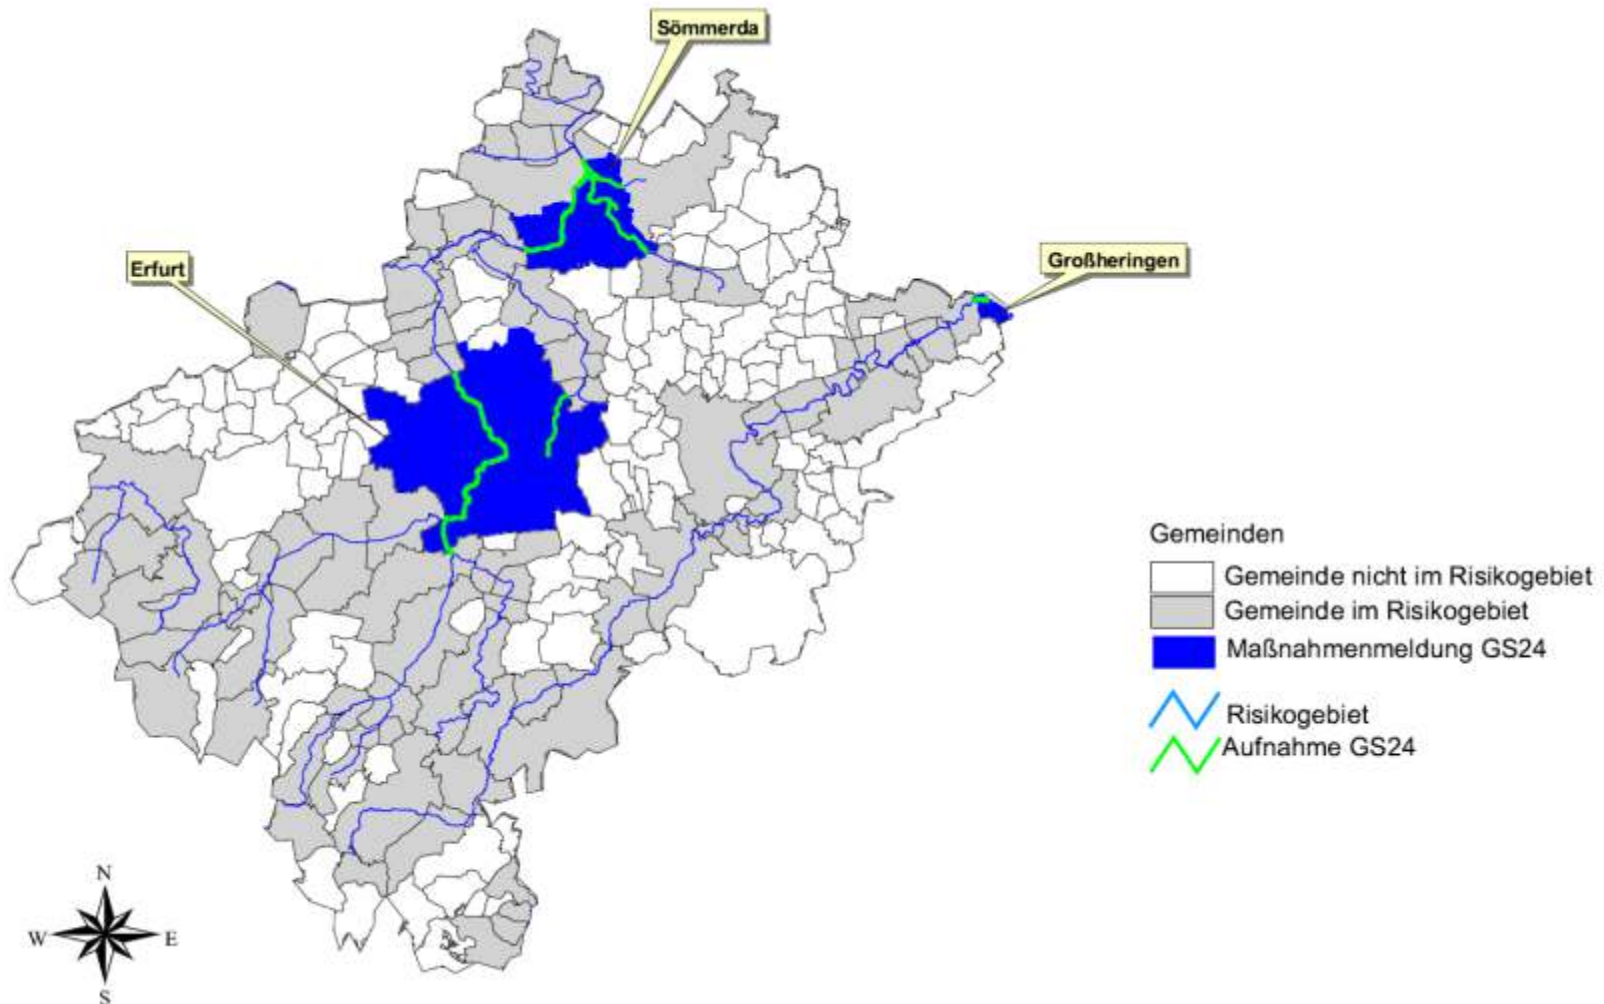 Sömmerda
Erfurt
Großheringen
Gemeinden
Gemeinde nicht im Risikogebiet
Gemeinde im Risikogebiet
Maßnahmenmeldung GS24
Risikogebiet
Aufnahme GS24
N
W E
S